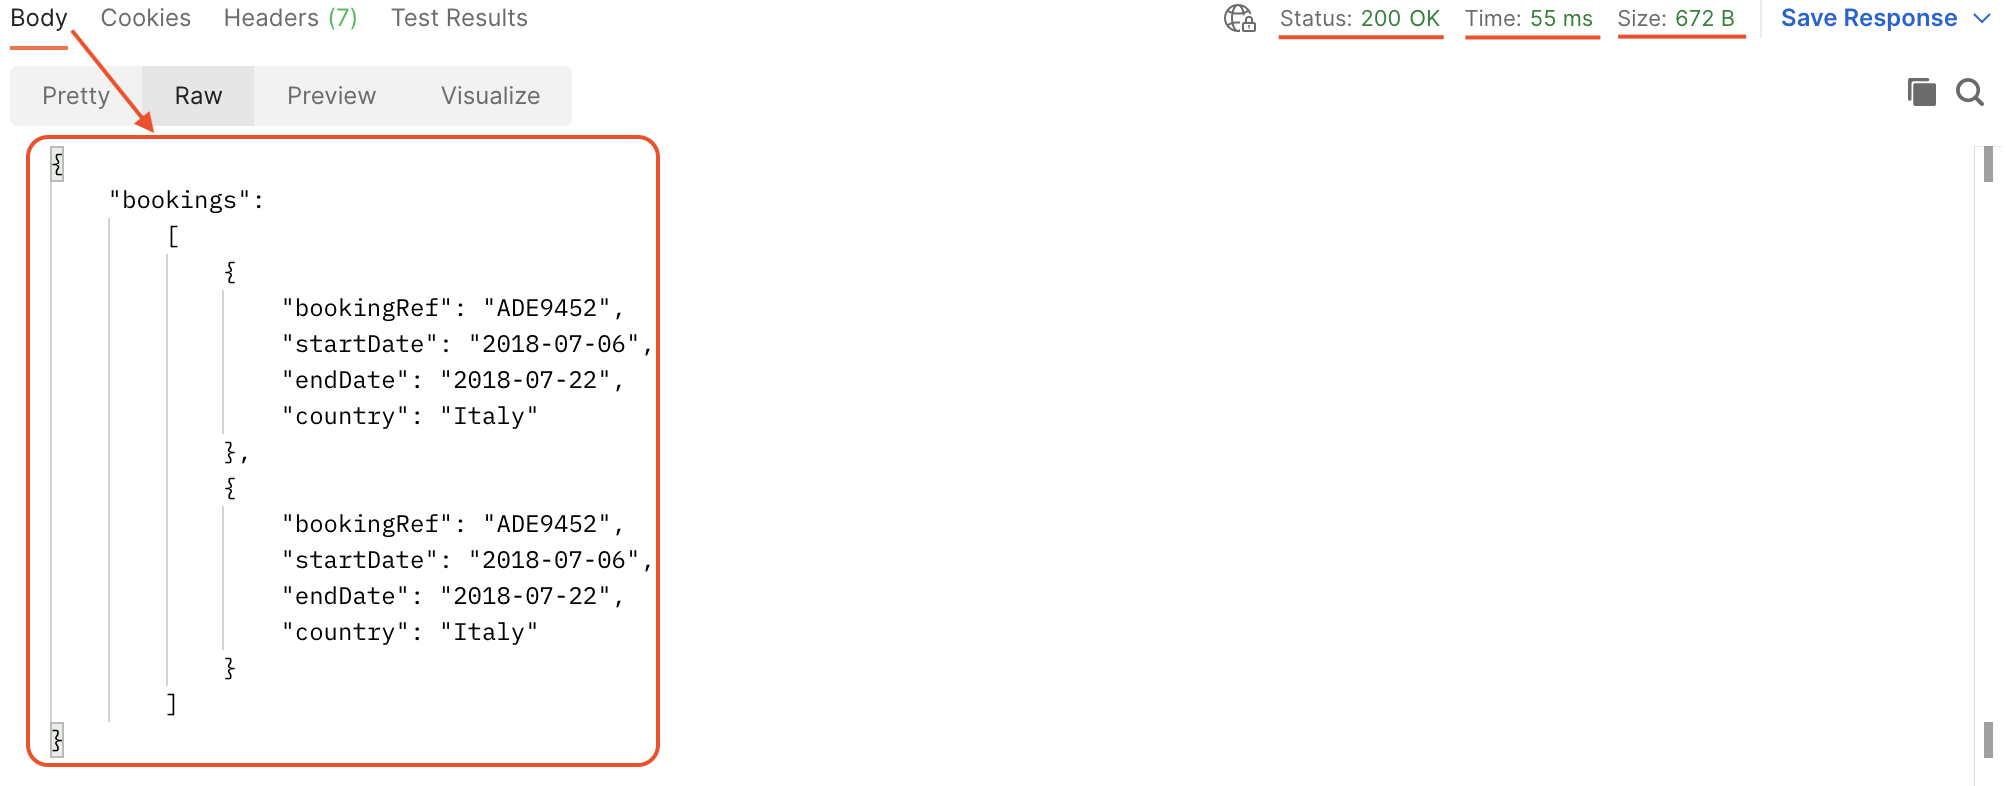 Body Cookies Headers (7) Test Results Status: 200 OK Time: 55 ms Size: 672 B Save Response
Pretty Raw Preview Visualize
{
"bookings":
[
{
"bookingRef": "ADE9452",
"startDate": "2018-07-06",
"endDate": "2018-07-22",
"country": "Italy"
},
{
"bookingRef": "ADE9452",
"startDate": "2018-07-06",
"endDate": "2018-07-22",
"country": "Italy"
}
]
}